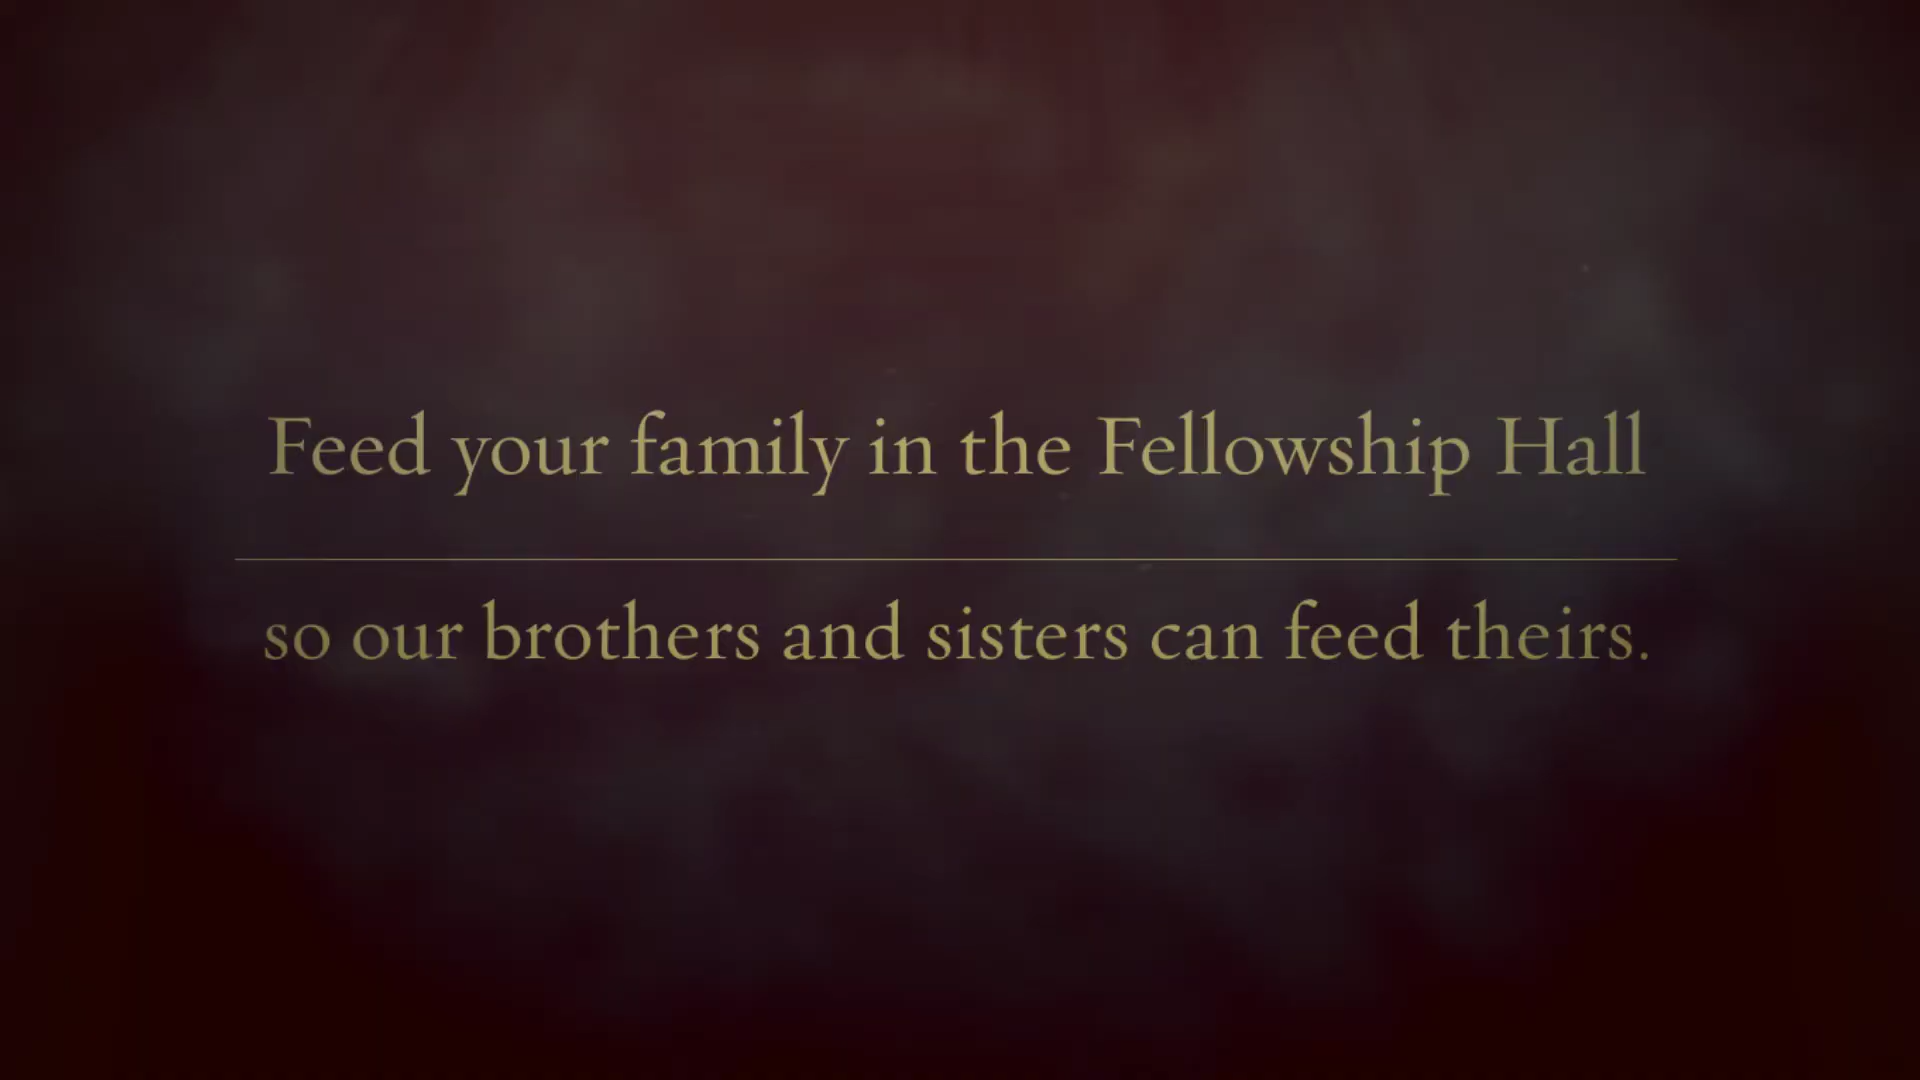 Feed your family in the Fellowship Hall
so our brothers and sisters can feed theirs.